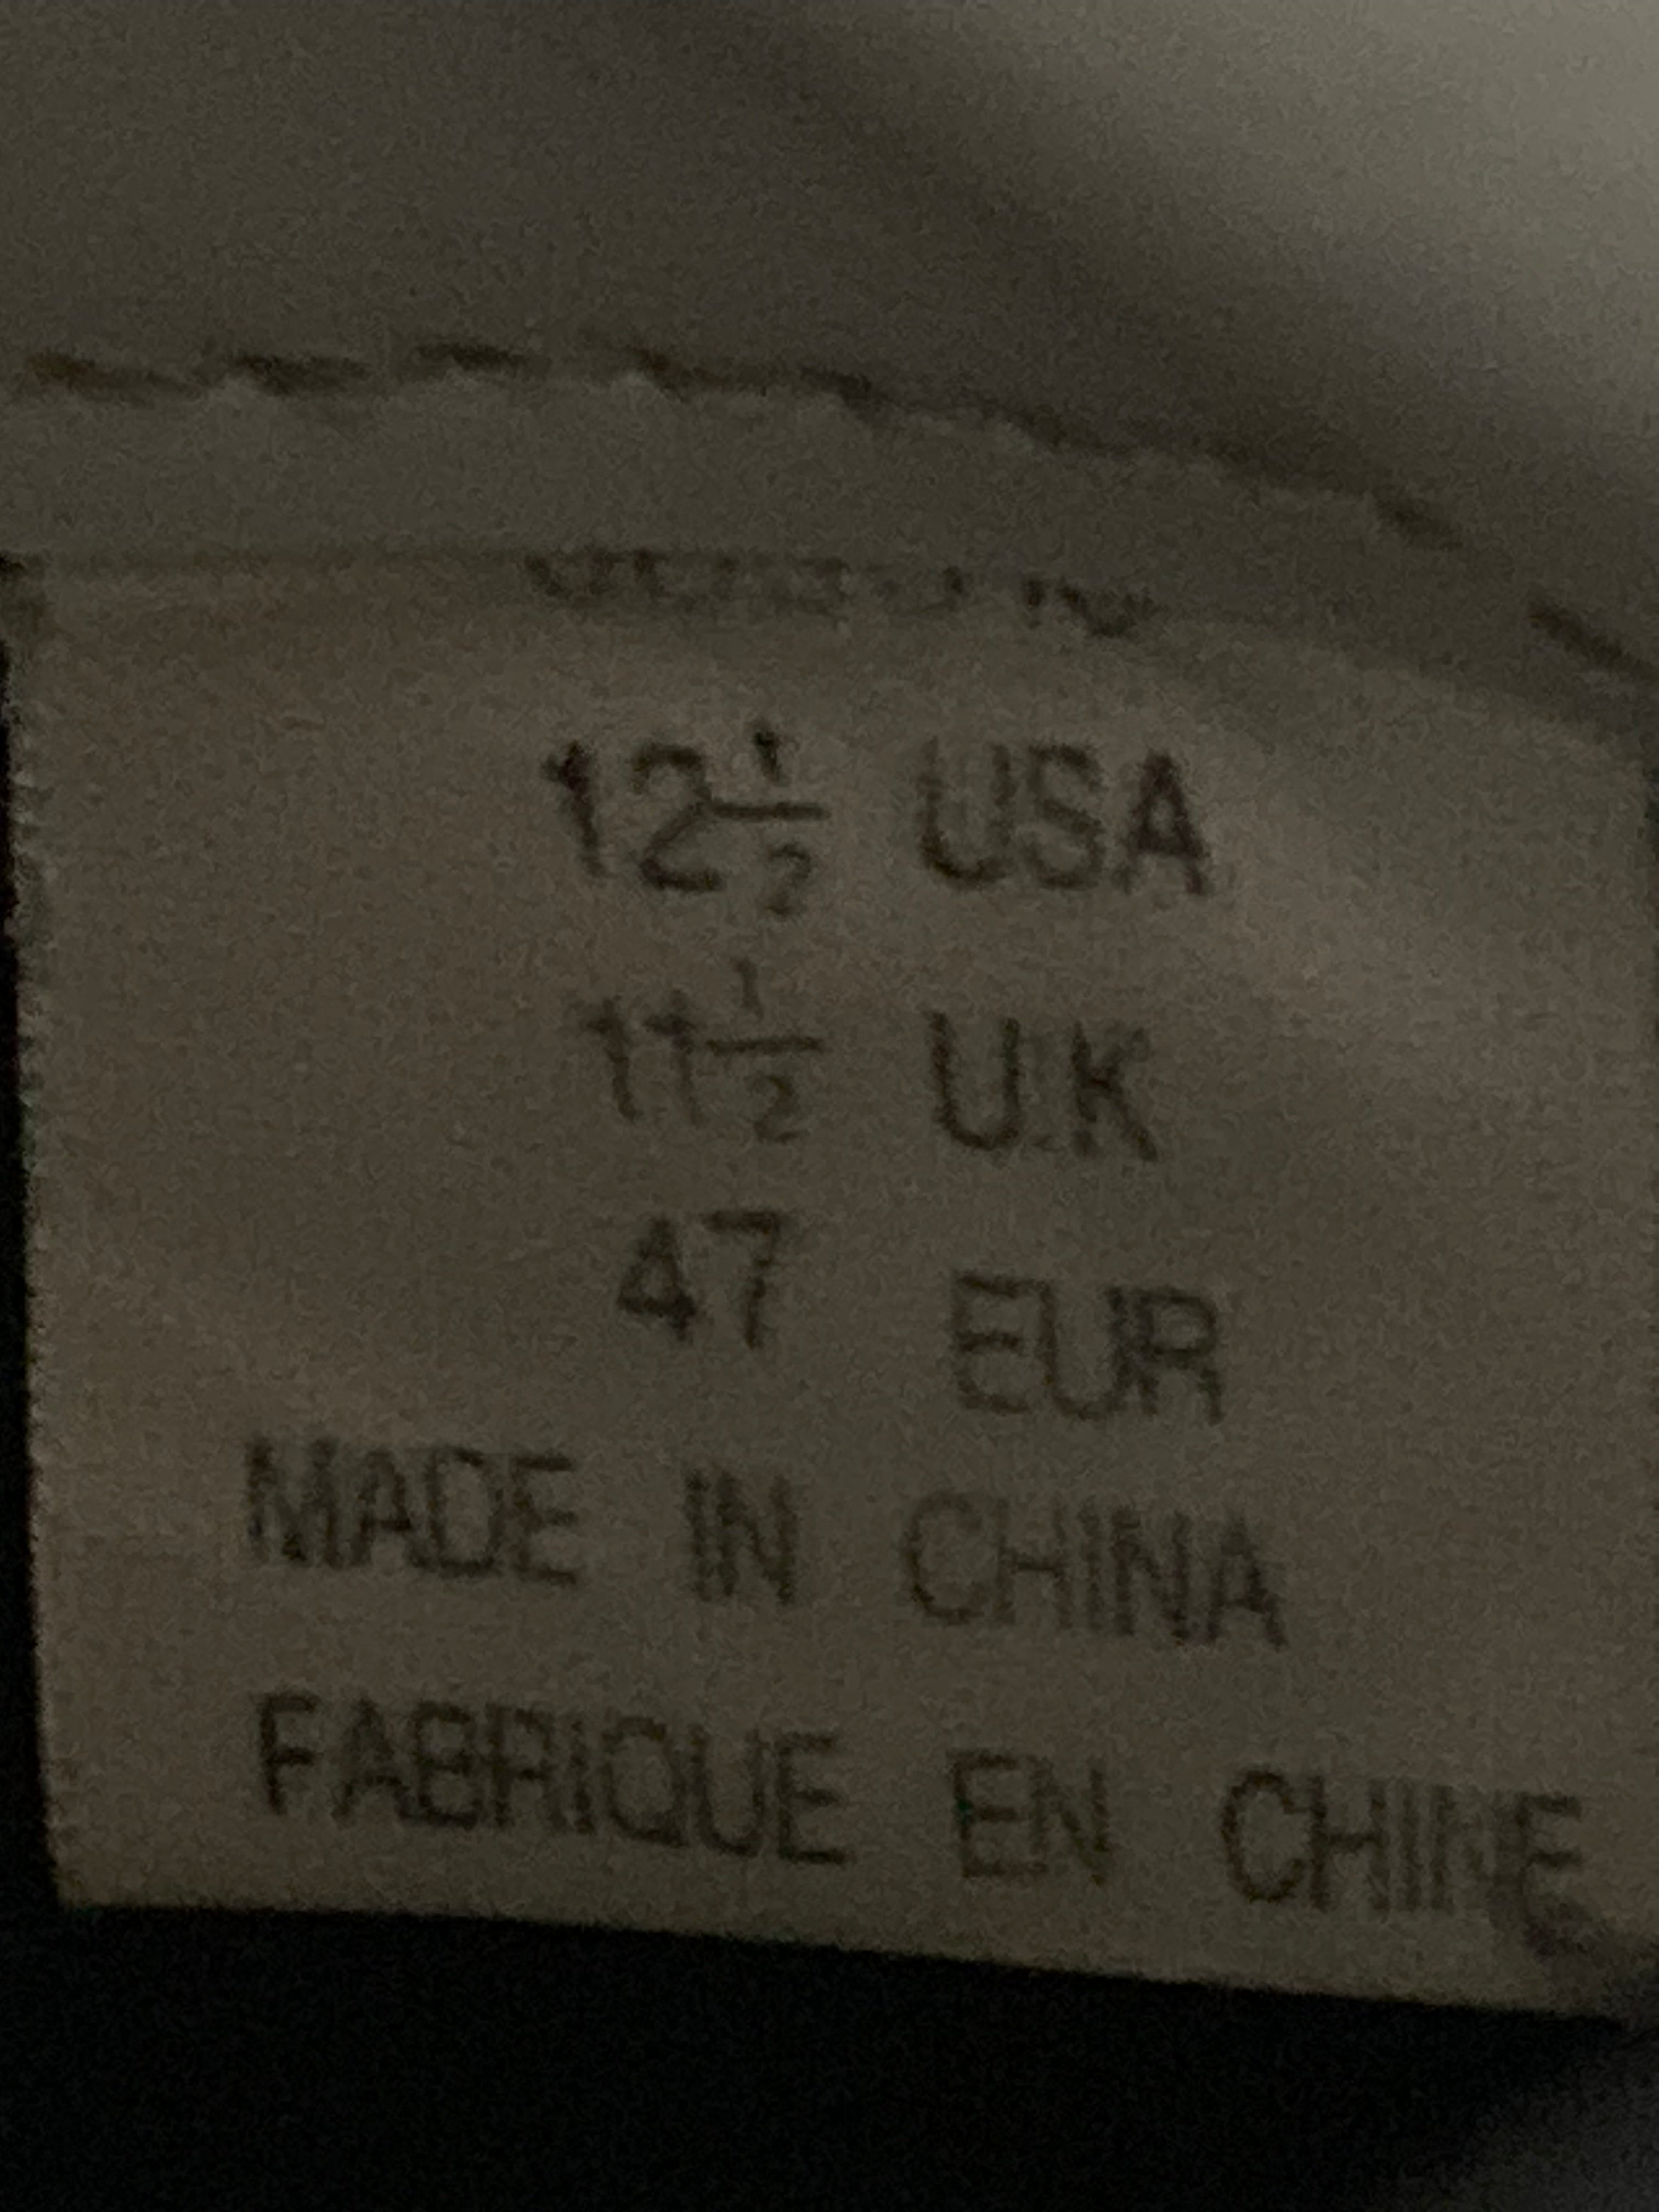 12½ USA
11½ U.K
47 EUR
MADE IN CHINA
FABRIQUE EN CHINE